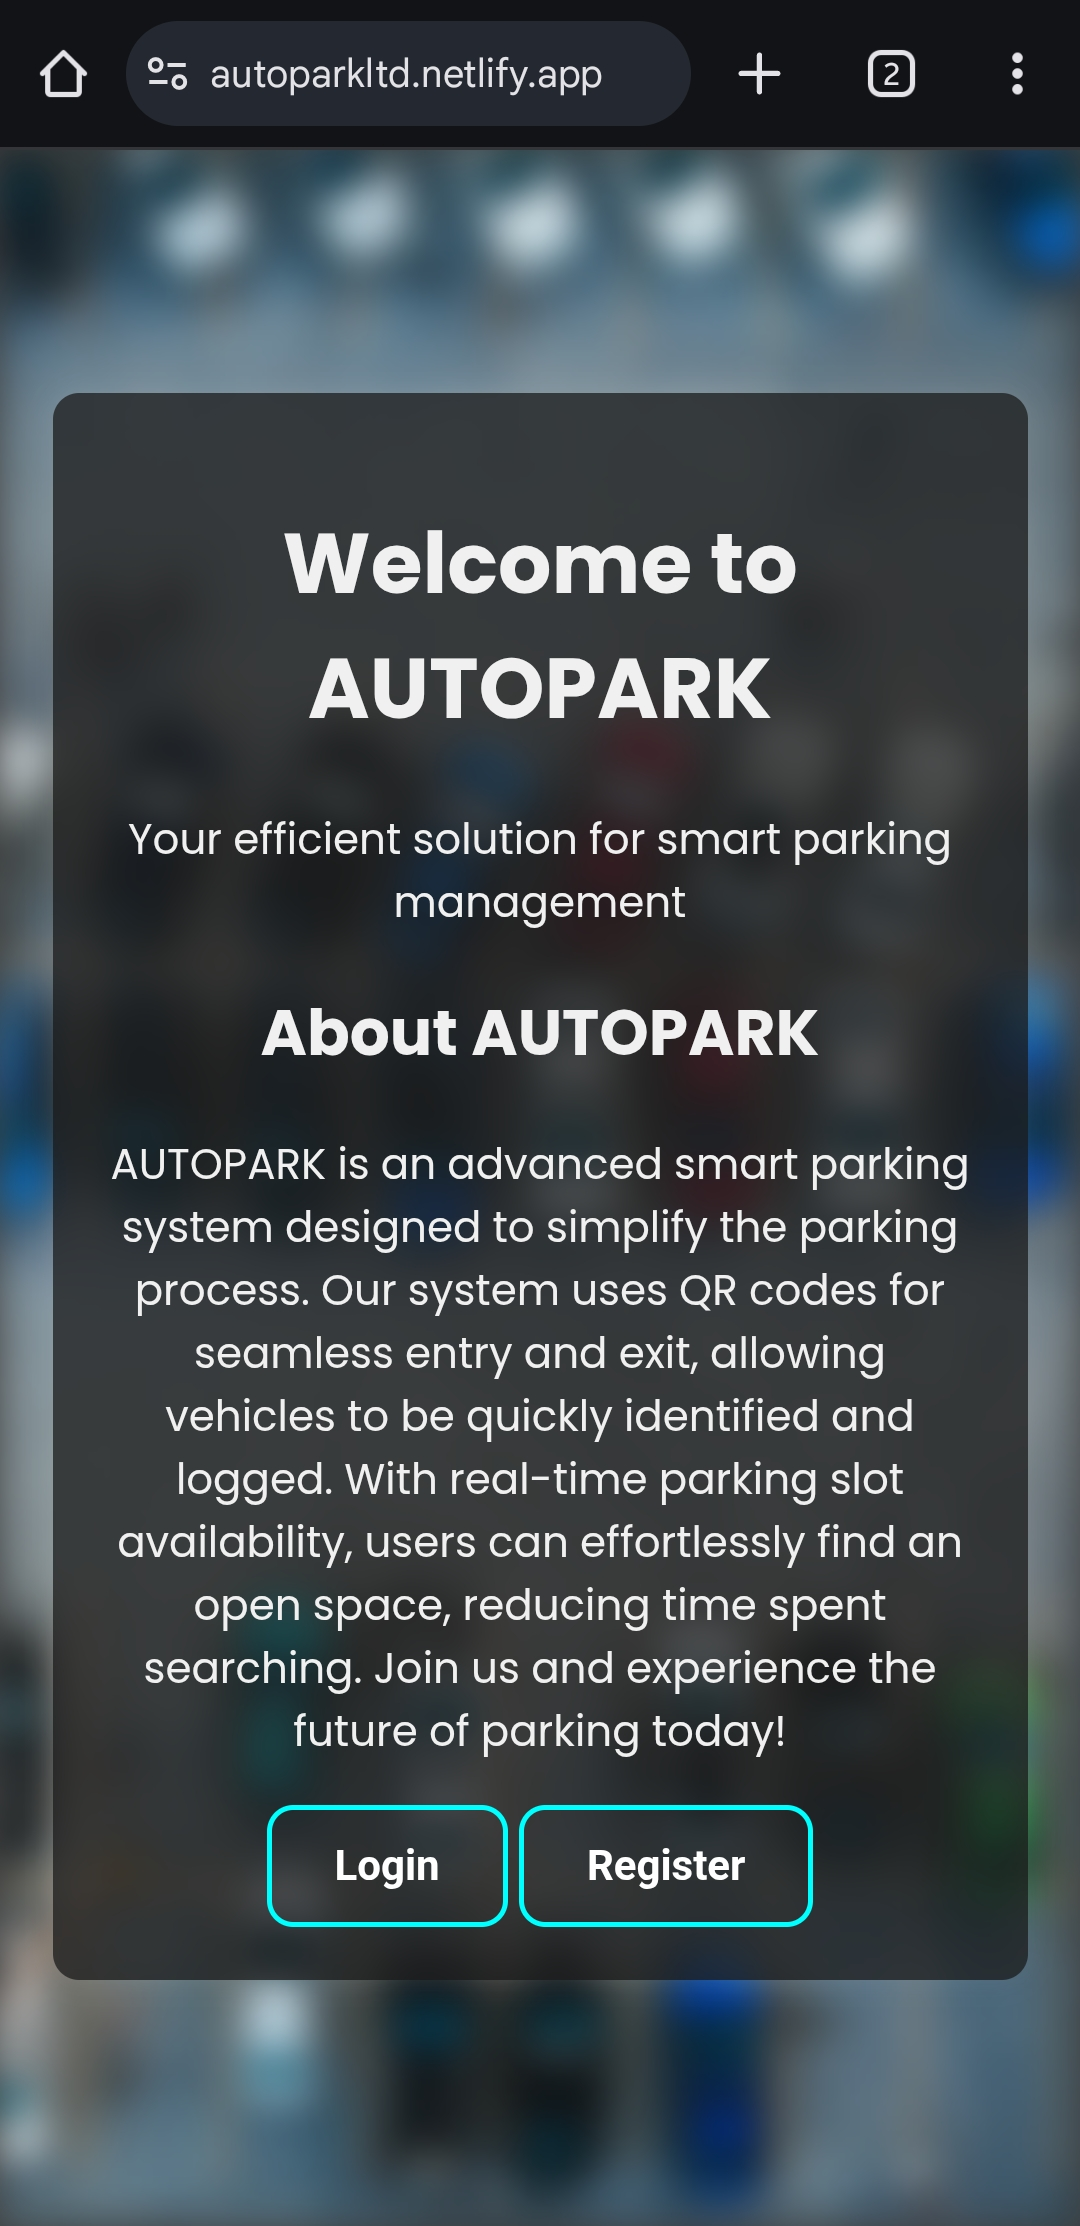 autoparkltd.netlify.app
2
Welcome to
AUTOPARK
Your efficient solution for smart parking
management
About AUTOPARK
AUTOPARK is an advanced smart parking
system designed to simplify the parking
process. Our system uses QR codes for
seamless entry and exit, allowing
vehicles to be quickly identified and
logged. With real-time parking slot
availability, users can effortlessly find an
open space, reducing time spent
searching. Join us and experience the
future of parking today!
Login
Register